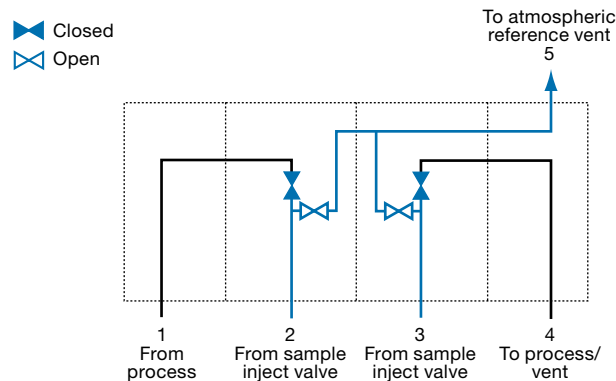 Closed
Open
To atmospheric
reference vent
5
1
From
process
2
From sample
inject valve
3
From sample
inject valve
4
To process/
vent